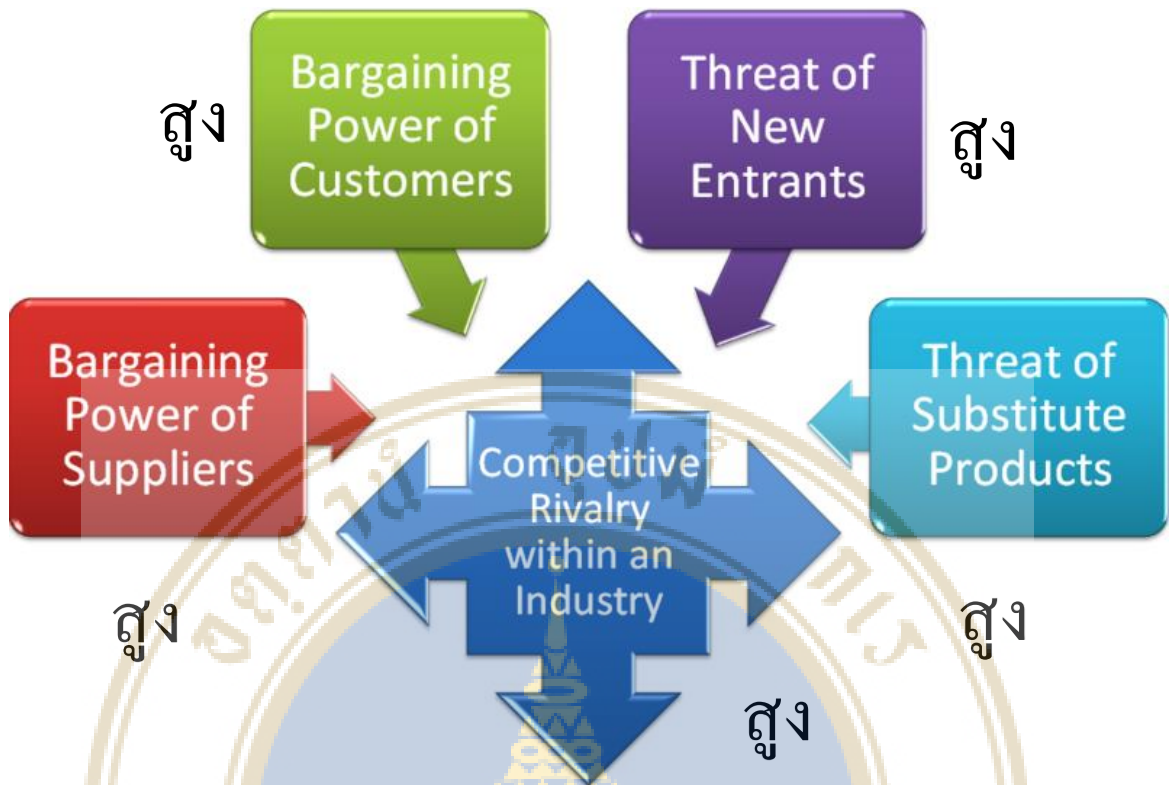 สูง
Bargaining
Power of
Customers
Threat of
New
Entrants
สูง
Bargaining
Power of
Suppliers
Competitive
Rivalry
within an
Industry
Threat of
Substitute
Products
สูง
สูง
สูง